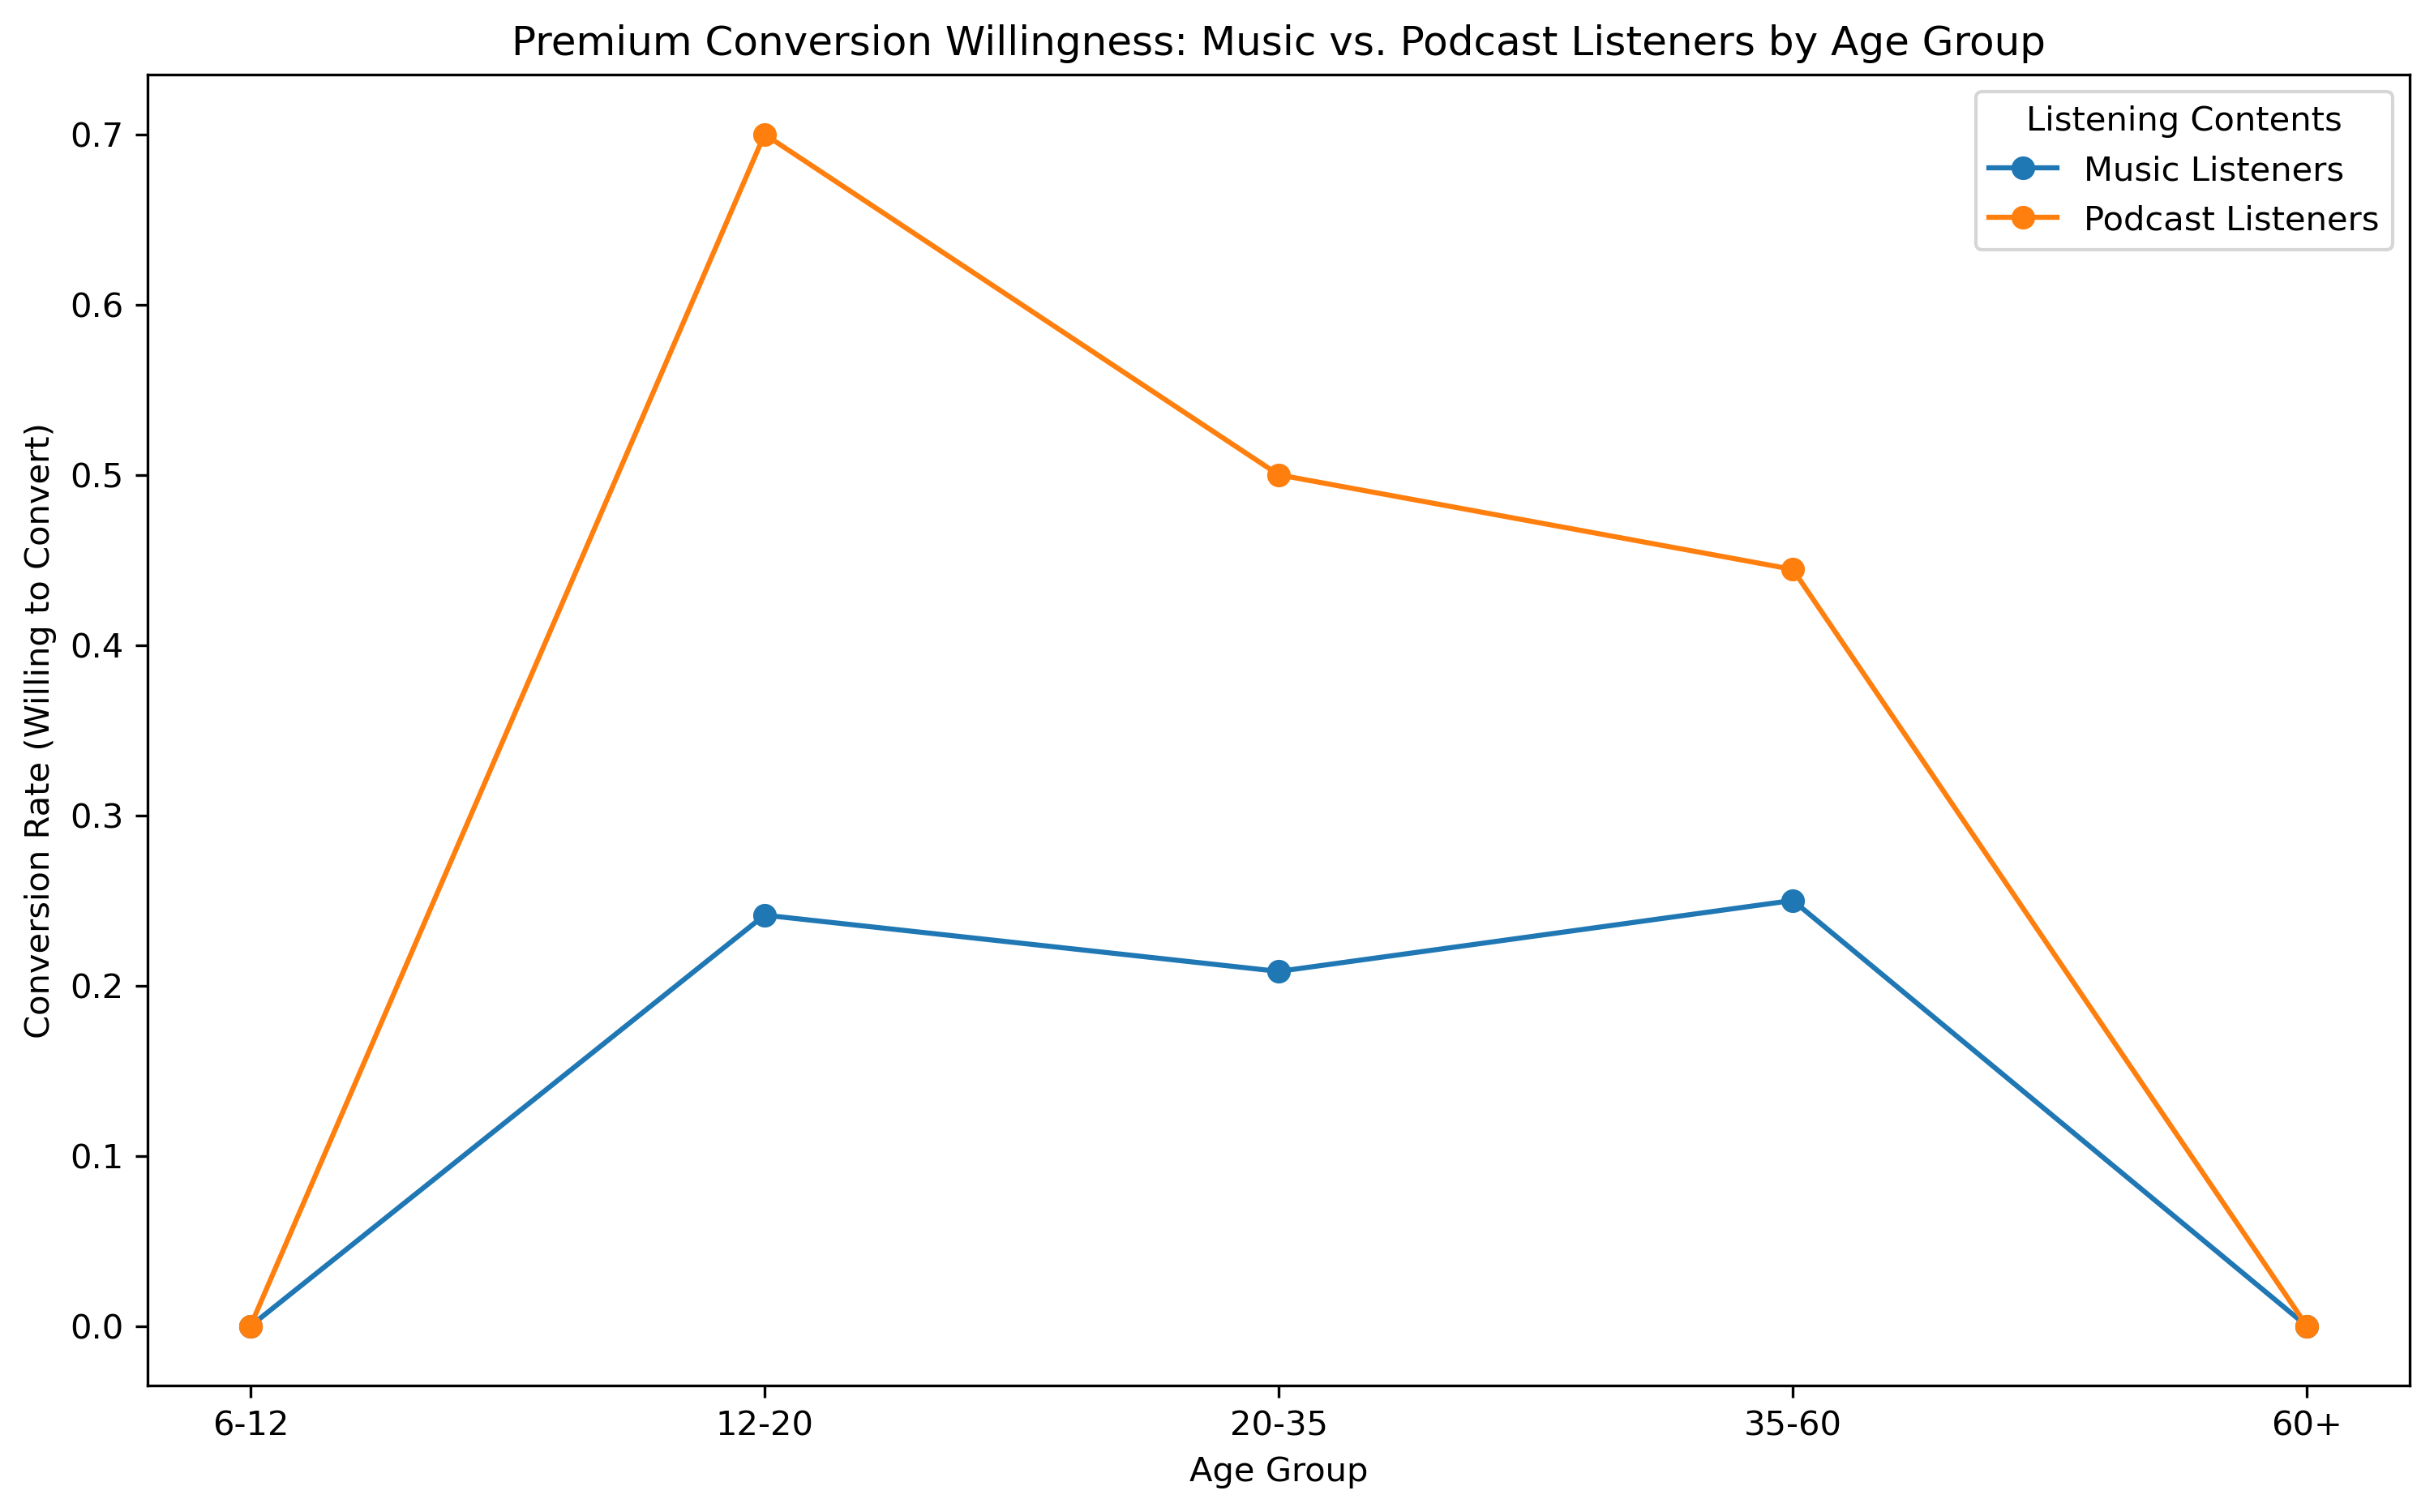 Premium Conversion Willingness: Music vs. Podcast Listeners by Age Group
Listening Contents
Music Listeners
Podcast Listeners
Conversion Rate (Willing to Convert)
0.7
0.6
0.5
0.4
0.3
0.2
0.1
0.0
6-12 12-20 20-35 35-60 60+
Age Group